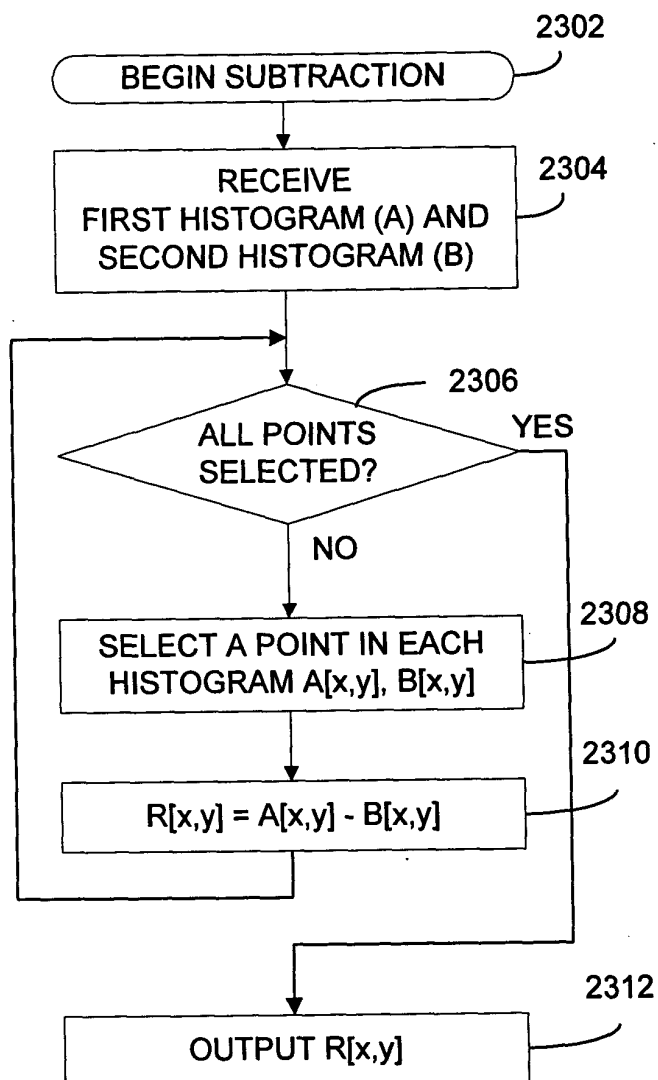 2302
BEGIN SUBTRACTION
2304
RECEIVE
FIRST HISTOGRAM (A) AND
SECOND HISTOGRAM (B)
2306
YES
ALL POINTS
SELECTED?
NO
2308
SELECT A POINT IN EACH
HISTOGRAM A[x,y], B[x,y]
2310
R[x,y] = A[x,y] - B[x,y]
2312
OUTPUT R[x,y]